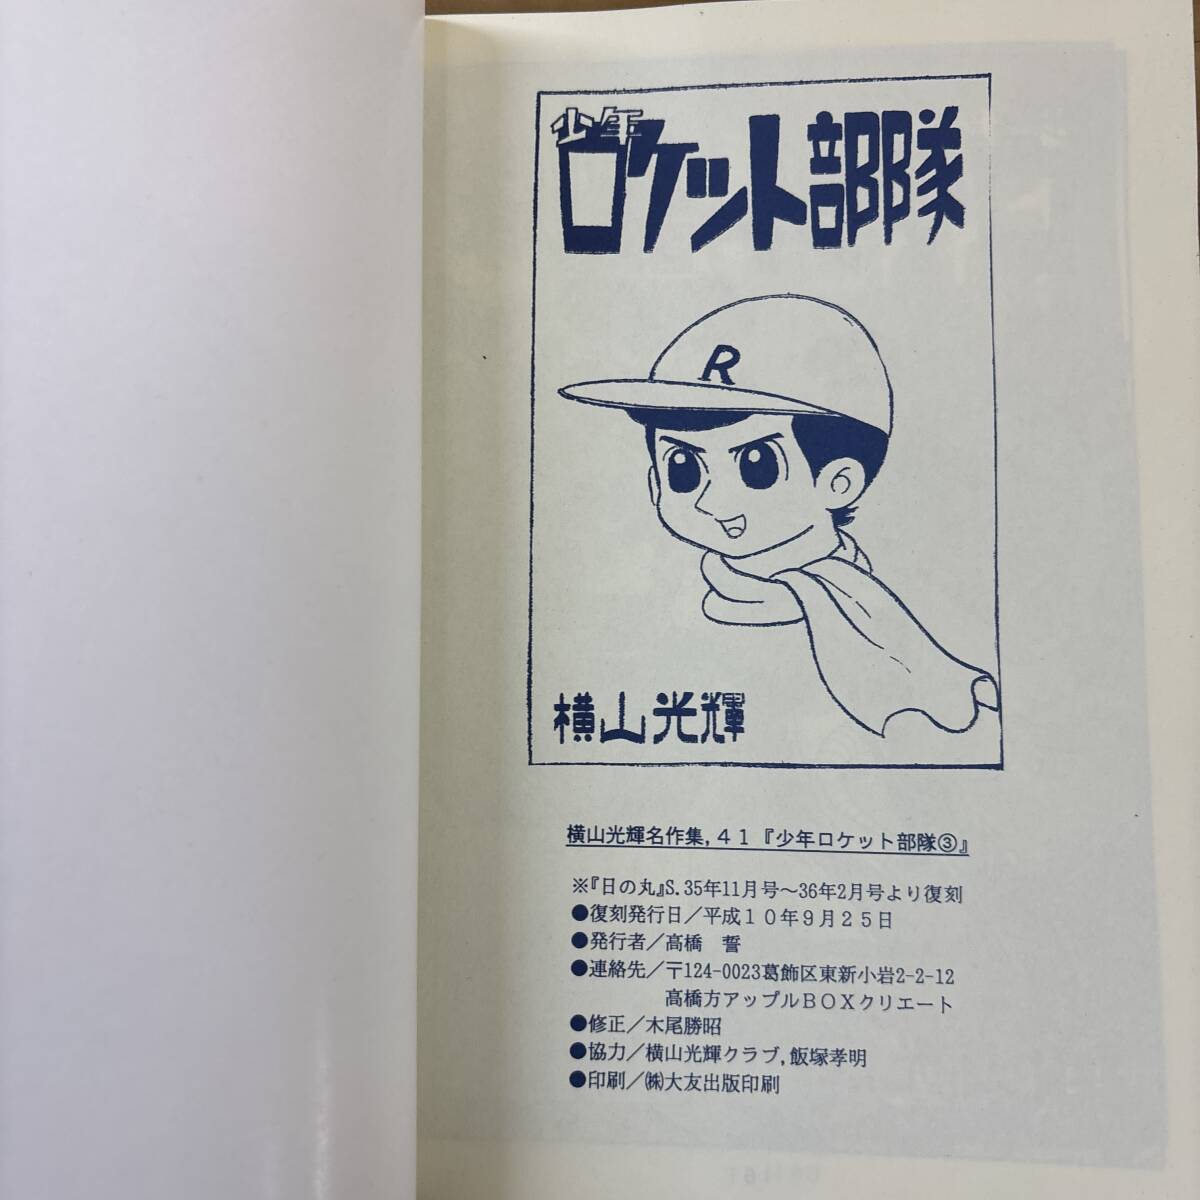 少年
ロケット部隊
R
横山光輝
横山光輝名作集,41『少年ロケット部隊③』
※『日の丸』S.35年11月号～36年2月号より復刻
●復刻発行日／平成10年9月25日
●発行者／高橋 誓
●連絡先／〒124-0023葛飾区東新小岩2-2-12
高橋方アップルBOXクリエート
●修正／木尾勝昭
●協力／横山光輝クラブ,飯塚孝明
●印刷／㈱大友出版印刷